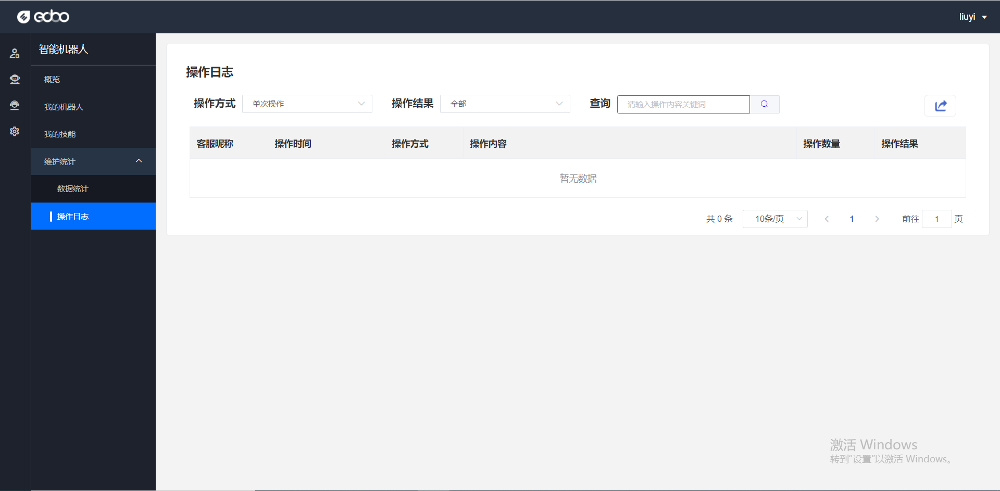 edbo
liuyi
智能机器人
概览
我的机器人
我的技能
维护统计
数据统计
操作日志
操作日志
操作方式 单次操作 操作结果 全部 查询 请输入操作内容关键词
客服昵称 操作时间 操作方式 操作内容 操作数量 操作结果
暂无数据
共 0 条 10条/页 1 前往 1 页
激活 Windows
转到“设置”以激活 Windows。